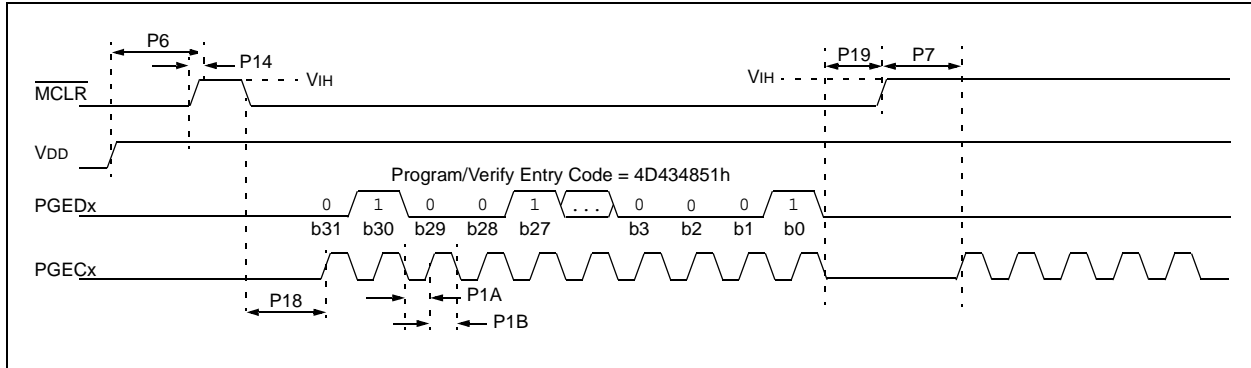 P6
P14
P19
P7
VIH
VIH
MCLR
VDD
Program/Verify Entry Code = 4D434851h
PGEDx
0 1 0 0 1 ... 0 0 0 1
b31 b30 b29 b28 b27 b3 b2 b1 b0
PGECx
P18
P1A
P1B